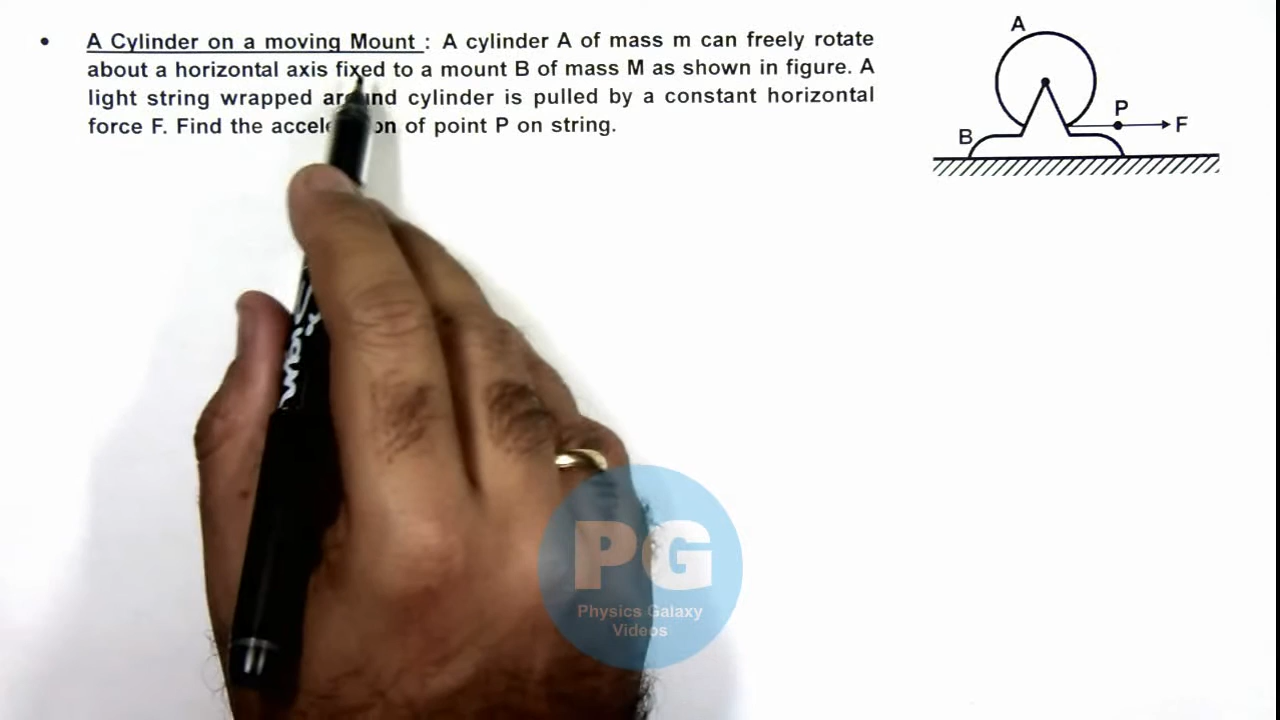 A
• A Cylinder on a moving Mount : A cylinder A of mass m can freely rotate
about a horizontal axis fixed to a mount B of mass M as shown in figure. A
light string wrapped around cylinder is pulled by a constant horizontal
force F. Find the of point P on string.
P
F
B
PG
Physics Galaxy
Videos